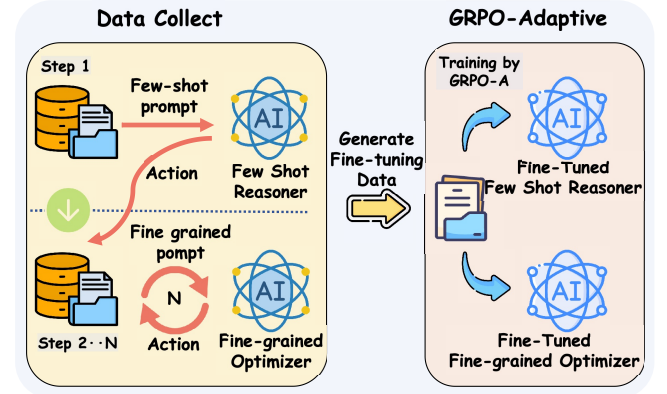 Data Collect
GRPO-Adaptive
Step 1
Few-shot
prompt
AI
Few Shot
Reasoner
Action
Fine grained
pompt
N
Action
AI
Step 2··N
Fine-grained
Optimizer
Generate
Fine-tuning
Data
Training by
GRPO-A
AI
Fine-Tuned
Few Shot Reasoner
AI
Fine-Tuned
Fine-grained Optimizer